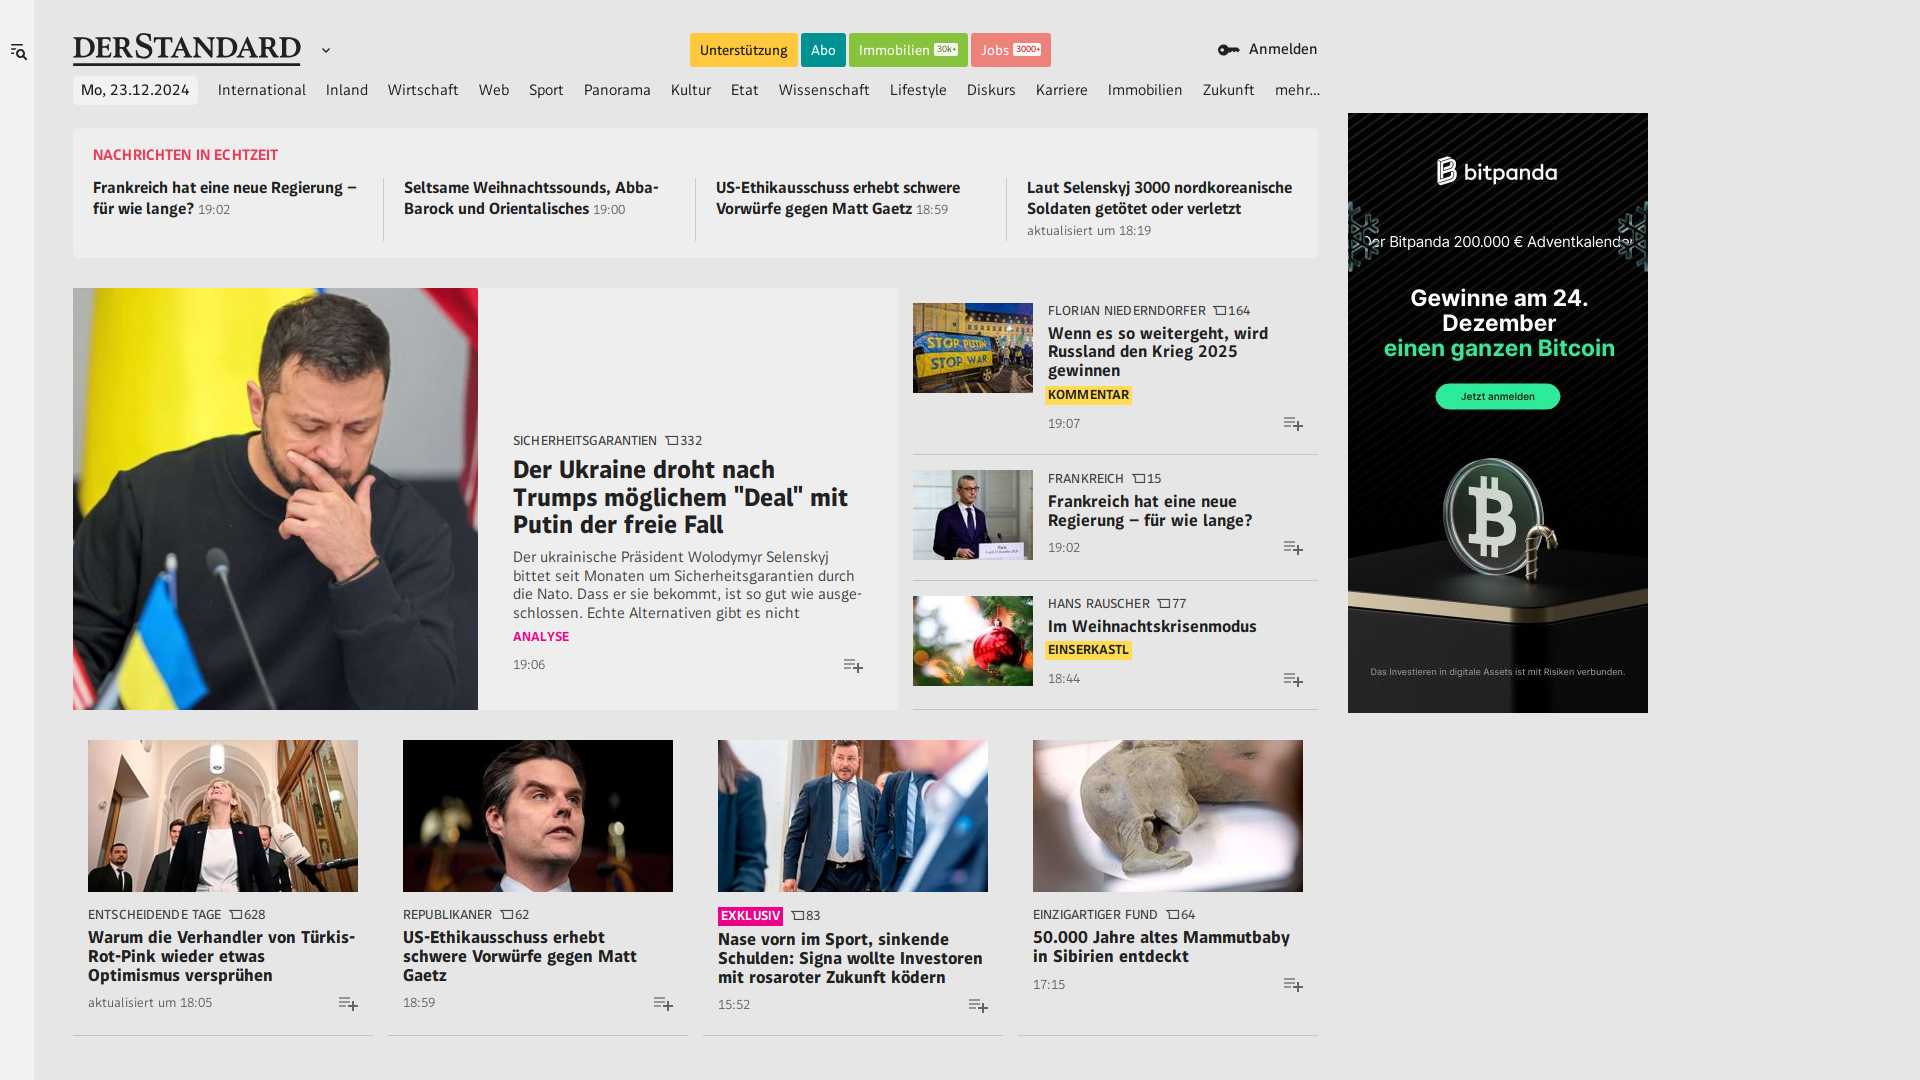 DERSTANDARD
Unterstützung
Abo
Immobilien 30k+
Jobs 3000+
Anmelden
Mo, 23.12.2024
International
Inland
Wirtschaft
Web
Sport
Panorama
Kultur
Etat
Wissenschaft
Lifestyle
Diskurs
Karriere
Immobilien
Zukunft
mehr...
NACHRICHTEN IN ECHTZEIT
Frankreich hat eine neue Regierung –
für wie lange? 19:02
Seltsame Weihnachtssounds, Abba-
Barock und Orientalisches 19:00
US-Ethikausschuss erhebt schwere
Vorwürfe gegen Matt Gaetz 18:59
Laut Selenskyj 3000 nordkoreanische
Soldaten getötet oder verletzt
aktualisiert um 18:19
SICHERHEITSGARANTIEN 332
Der Ukraine droht nach
Trumps möglichem "Deal" mit
Putin der freie Fall
Der ukrainische Präsident Wolodymyr Selenskyj
bittet seit Monaten um Sicherheitsgarantien durch
die Nato. Dass er sie bekommt, ist so gut wie ausge-
schlossen. Echte Alternativen gibt es nicht
ANALYSE
19:06
STOP PUTIN
STOP WAR
FLORIAN NIEDERNDORFER 164
Wenn es so weitergeht, wird
Russland den Krieg 2025
gewinnen
KOMMENTAR
19:07
FRANKREICH 15
Frankreich hat eine neue
Regierung – für wie lange?
19:02
HANS RAUSCHER 77
Im Weihnachtskrisenmodus
EINSERKASTL
18:44
ENTSCHEIDENDE TAGE 628
Warum die Verhandler von Türkis-
Rot-Pink wieder etwas
Optimismus versprühen
aktualisiert um 18:05
REPUBLIKANER 62
US-Ethikausschuss erhebt
schwere Vorwürfe gegen Matt
Gaetz
18:59
EXKLUSIV 83
Nase vorn im Sport, sinkende
Schulden: Signa wollte Investoren
mit rosaroter Zukunft ködern
15:52
EINZIGARTIGER FUND 64
50.000 Jahre altes Mammutbaby
in Sibirien entdeckt
17:15
bitpanda
Der Bitpanda 200.000 € Adventkalender
Gewinne am 24.
Dezember
einen ganzen Bitcoin
Jetzt anmelden
Das Investieren in digitale Assets ist mit Risiken verbunden.